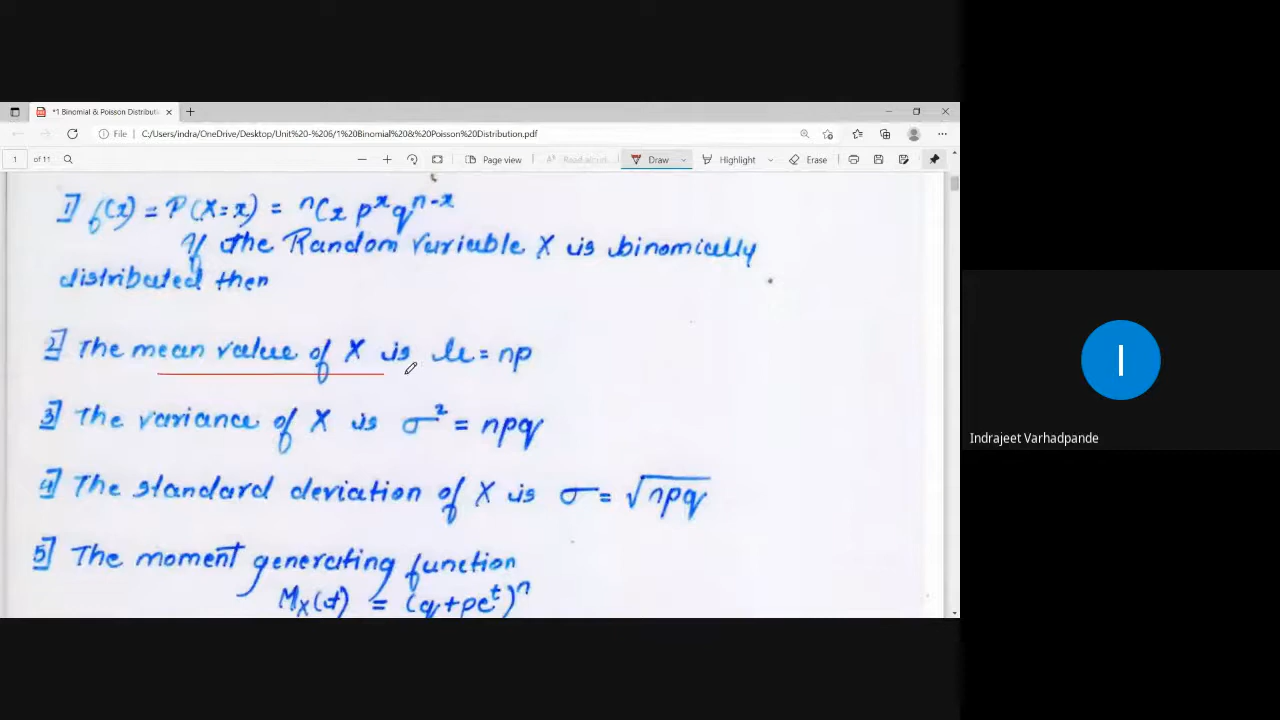 *1 Binomial & Poisson Distributi
File C:/Users/indra/OneDrive/Desktop/Unit%20-%206/1%20Binomial%20&%20Poisson%20Distribution.pdf
1 of 11 Page view Read aloud Draw Highlight Erase
1] f(x) = P(X=x) = ⁿCx pˣqⁿ⁻ˣ
If the Random variable X is binomially
distributed then
2] The mean value of X is μ = np
3] The variance of X is σ² = npq
4] The standard deviation of X is σ = √npq
5] The moment generating function
Mx(t) = (q+peᵗ)ⁿ
I
Indrajeet Varhadpande